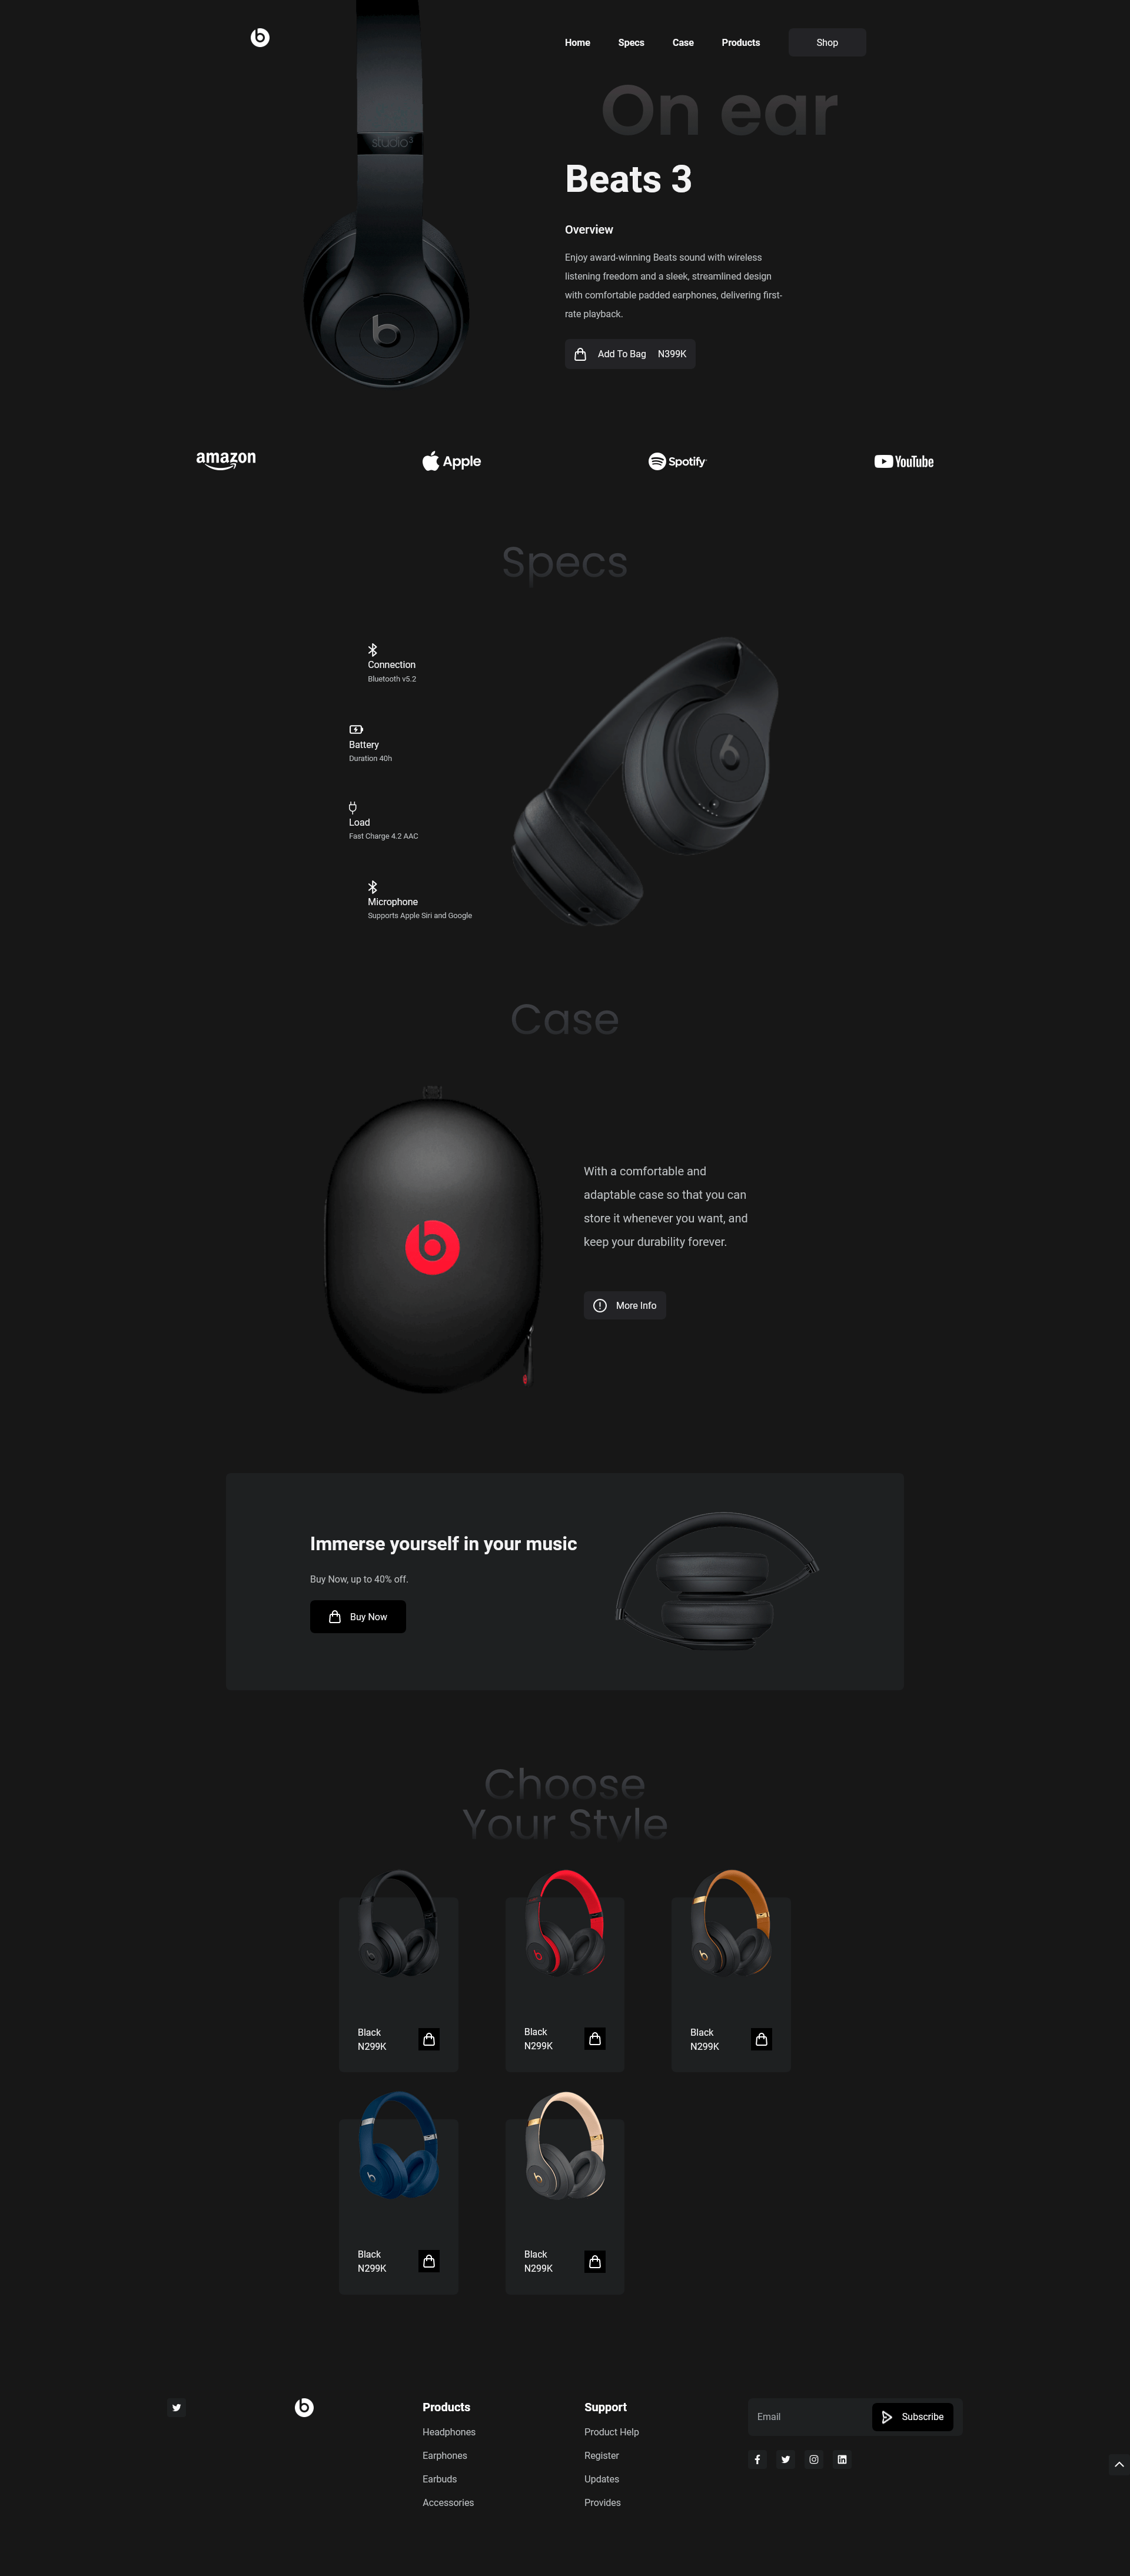 Home Specs Case Products Shop
On ear
studio3
Beats 3
Overview
Enjoy award-winning Beats sound with wireless
listening freedom and a sleek, streamlined design
with comfortable padded earphones, delivering first-
rate playback.
Add To Bag N399K
amazon Apple Spotify YouTube
Specs
Connection
Bluetooth v5.2
Battery
Duration 40h
Load
Fast Charge 4.2 AAC
Microphone
Supports Apple Siri and Google
Case
With a comfortable and
adaptable case so that you can
store it whenever you want, and
keep your durability forever.
More Info
Immerse yourself in your music
Buy Now, up to 40% off.
Buy Now
Choose
Your Style
Black
N299K
Black
N299K
Black
N299K
Black
N299K
Black
N299K
Products
Headphones
Earphones
Earbuds
Accessories
Support
Product Help
Register
Updates
Provides
Email Subscribe